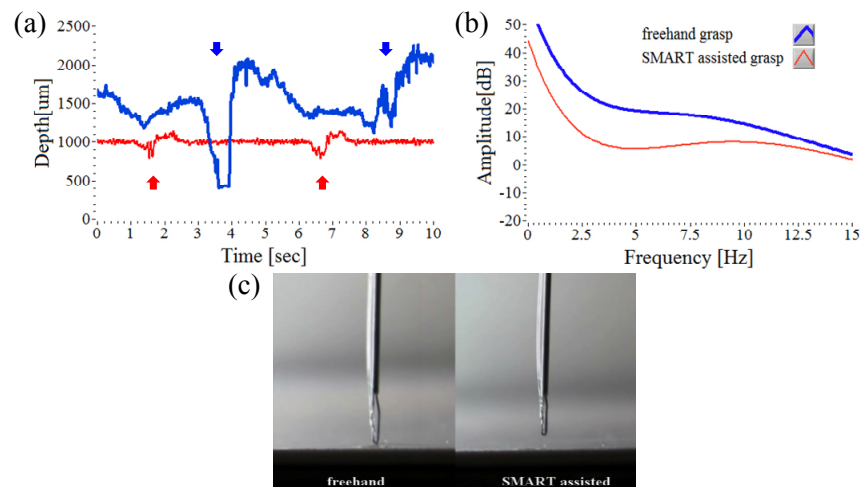 (a)
Depth[um]
2500
2000
1500
1000
500
0
0 1 2 3 4 5 6 7 8 9 10
Time [sec]
(b)
Amplitude[dB]
50
40
30
20
10
0
-10
-20
0 2.5 5 7.5 10 12.5 15
Frequency [Hz]
freehand grasp
SMART assisted grasp
(c)
freehand
SMART assisted